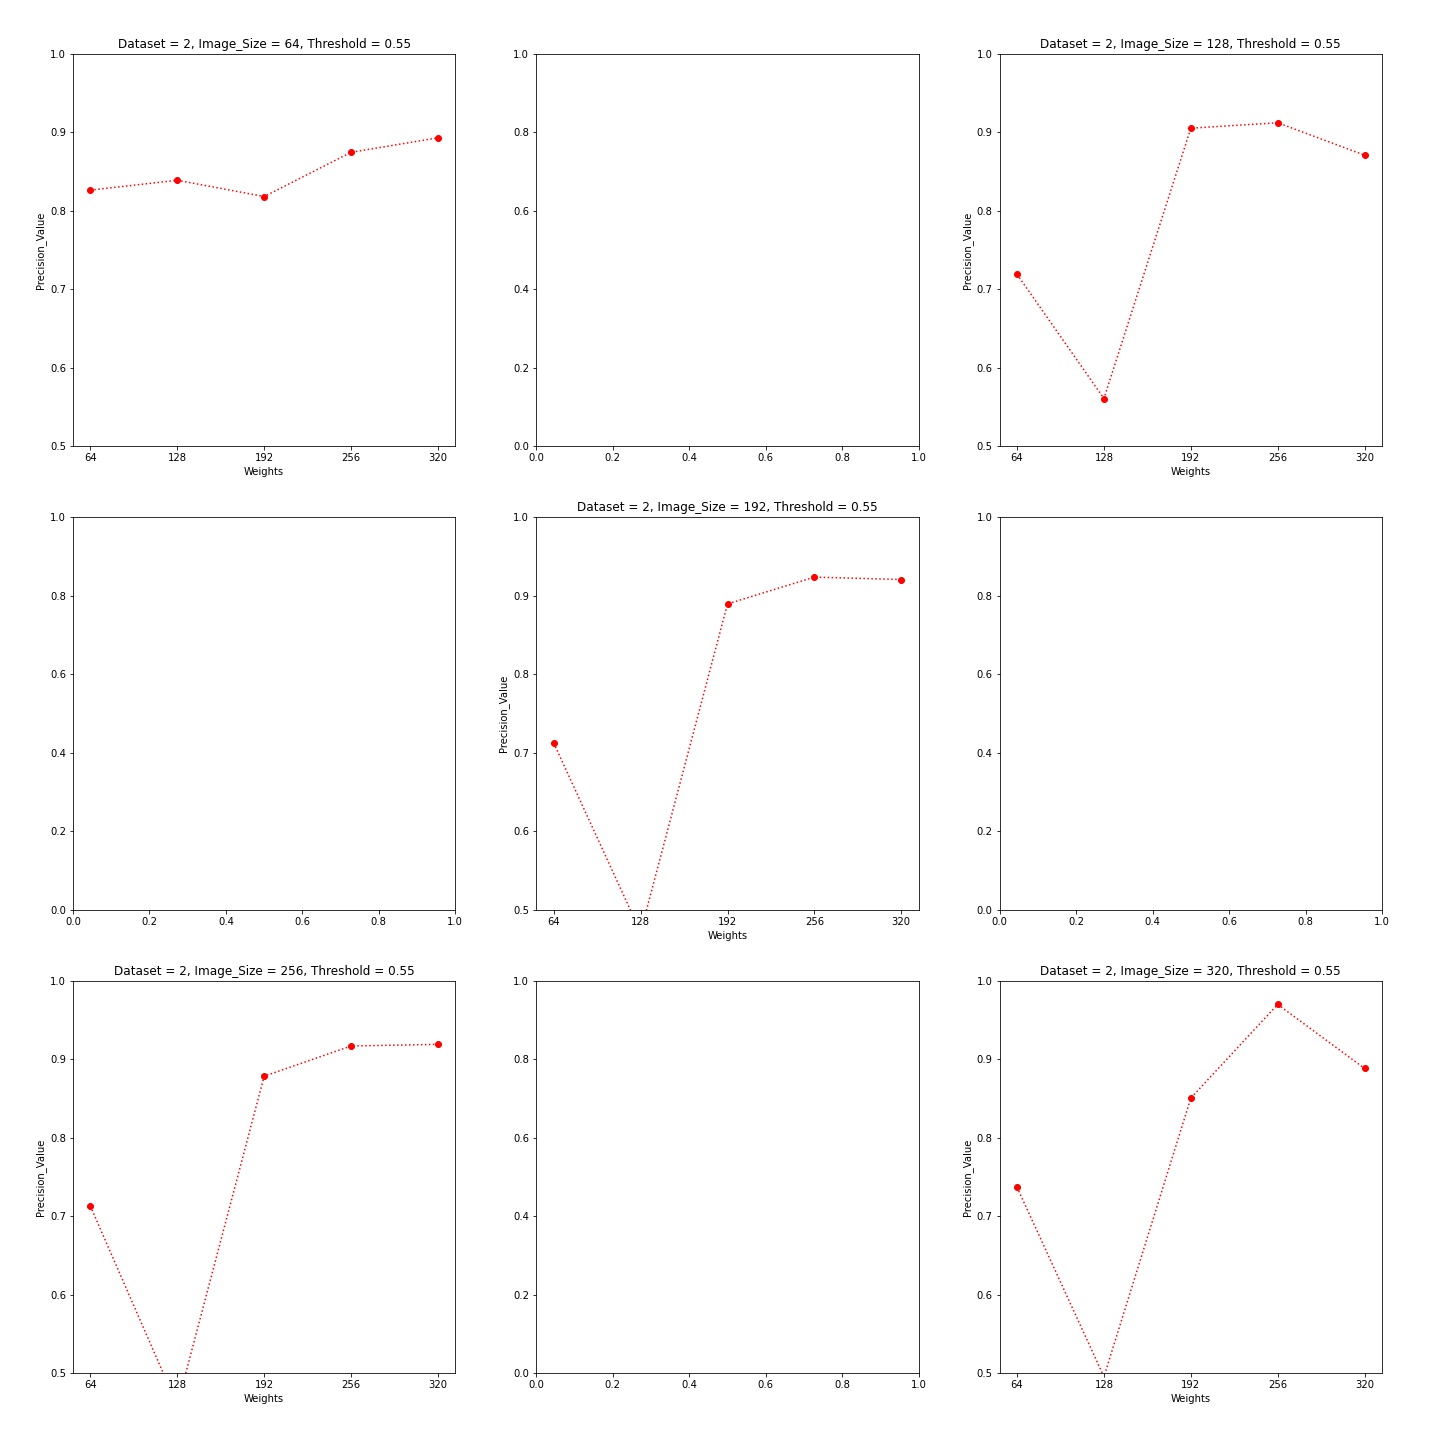 Dataset = 2, Image_Size = 64, Threshold = 0.55
1.0
0.9
0.8
0.7
0.6
0.5
Precision_Value
64 128 192 256 320
Weights
1.0
0.8
0.6
0.4
0.2
0.0
0.0 0.2 0.4 0.6 0.8 1.0
Dataset = 2, Image_Size = 128, Threshold = 0.55
1.0
0.9
0.8
0.7
0.6
0.5
Precision_Value
64 128 192 256 320
Weights
1.0
0.8
0.6
0.4
0.2
0.0
0.0 0.2 0.4 0.6 0.8 1.0
Dataset = 2, Image_Size = 192, Threshold = 0.55
1.0
0.9
0.8
0.7
0.6
0.5
Precision_Value
64 128 192 256 320
Weights
1.0
0.8
0.6
0.4
0.2
0.0
0.0 0.2 0.4 0.6 0.8 1.0
Dataset = 2, Image_Size = 256, Threshold = 0.55
1.0
0.9
0.8
0.7
0.6
0.5
Precision_Value
64 128 192 256 320
Weights
1.0
0.8
0.6
0.4
0.2
0.0
0.0 0.2 0.4 0.6 0.8 1.0
Dataset = 2, Image_Size = 320, Threshold = 0.55
1.0
0.9
0.8
0.7
0.6
0.5
Precision_Value
64 128 192 256 320
Weights